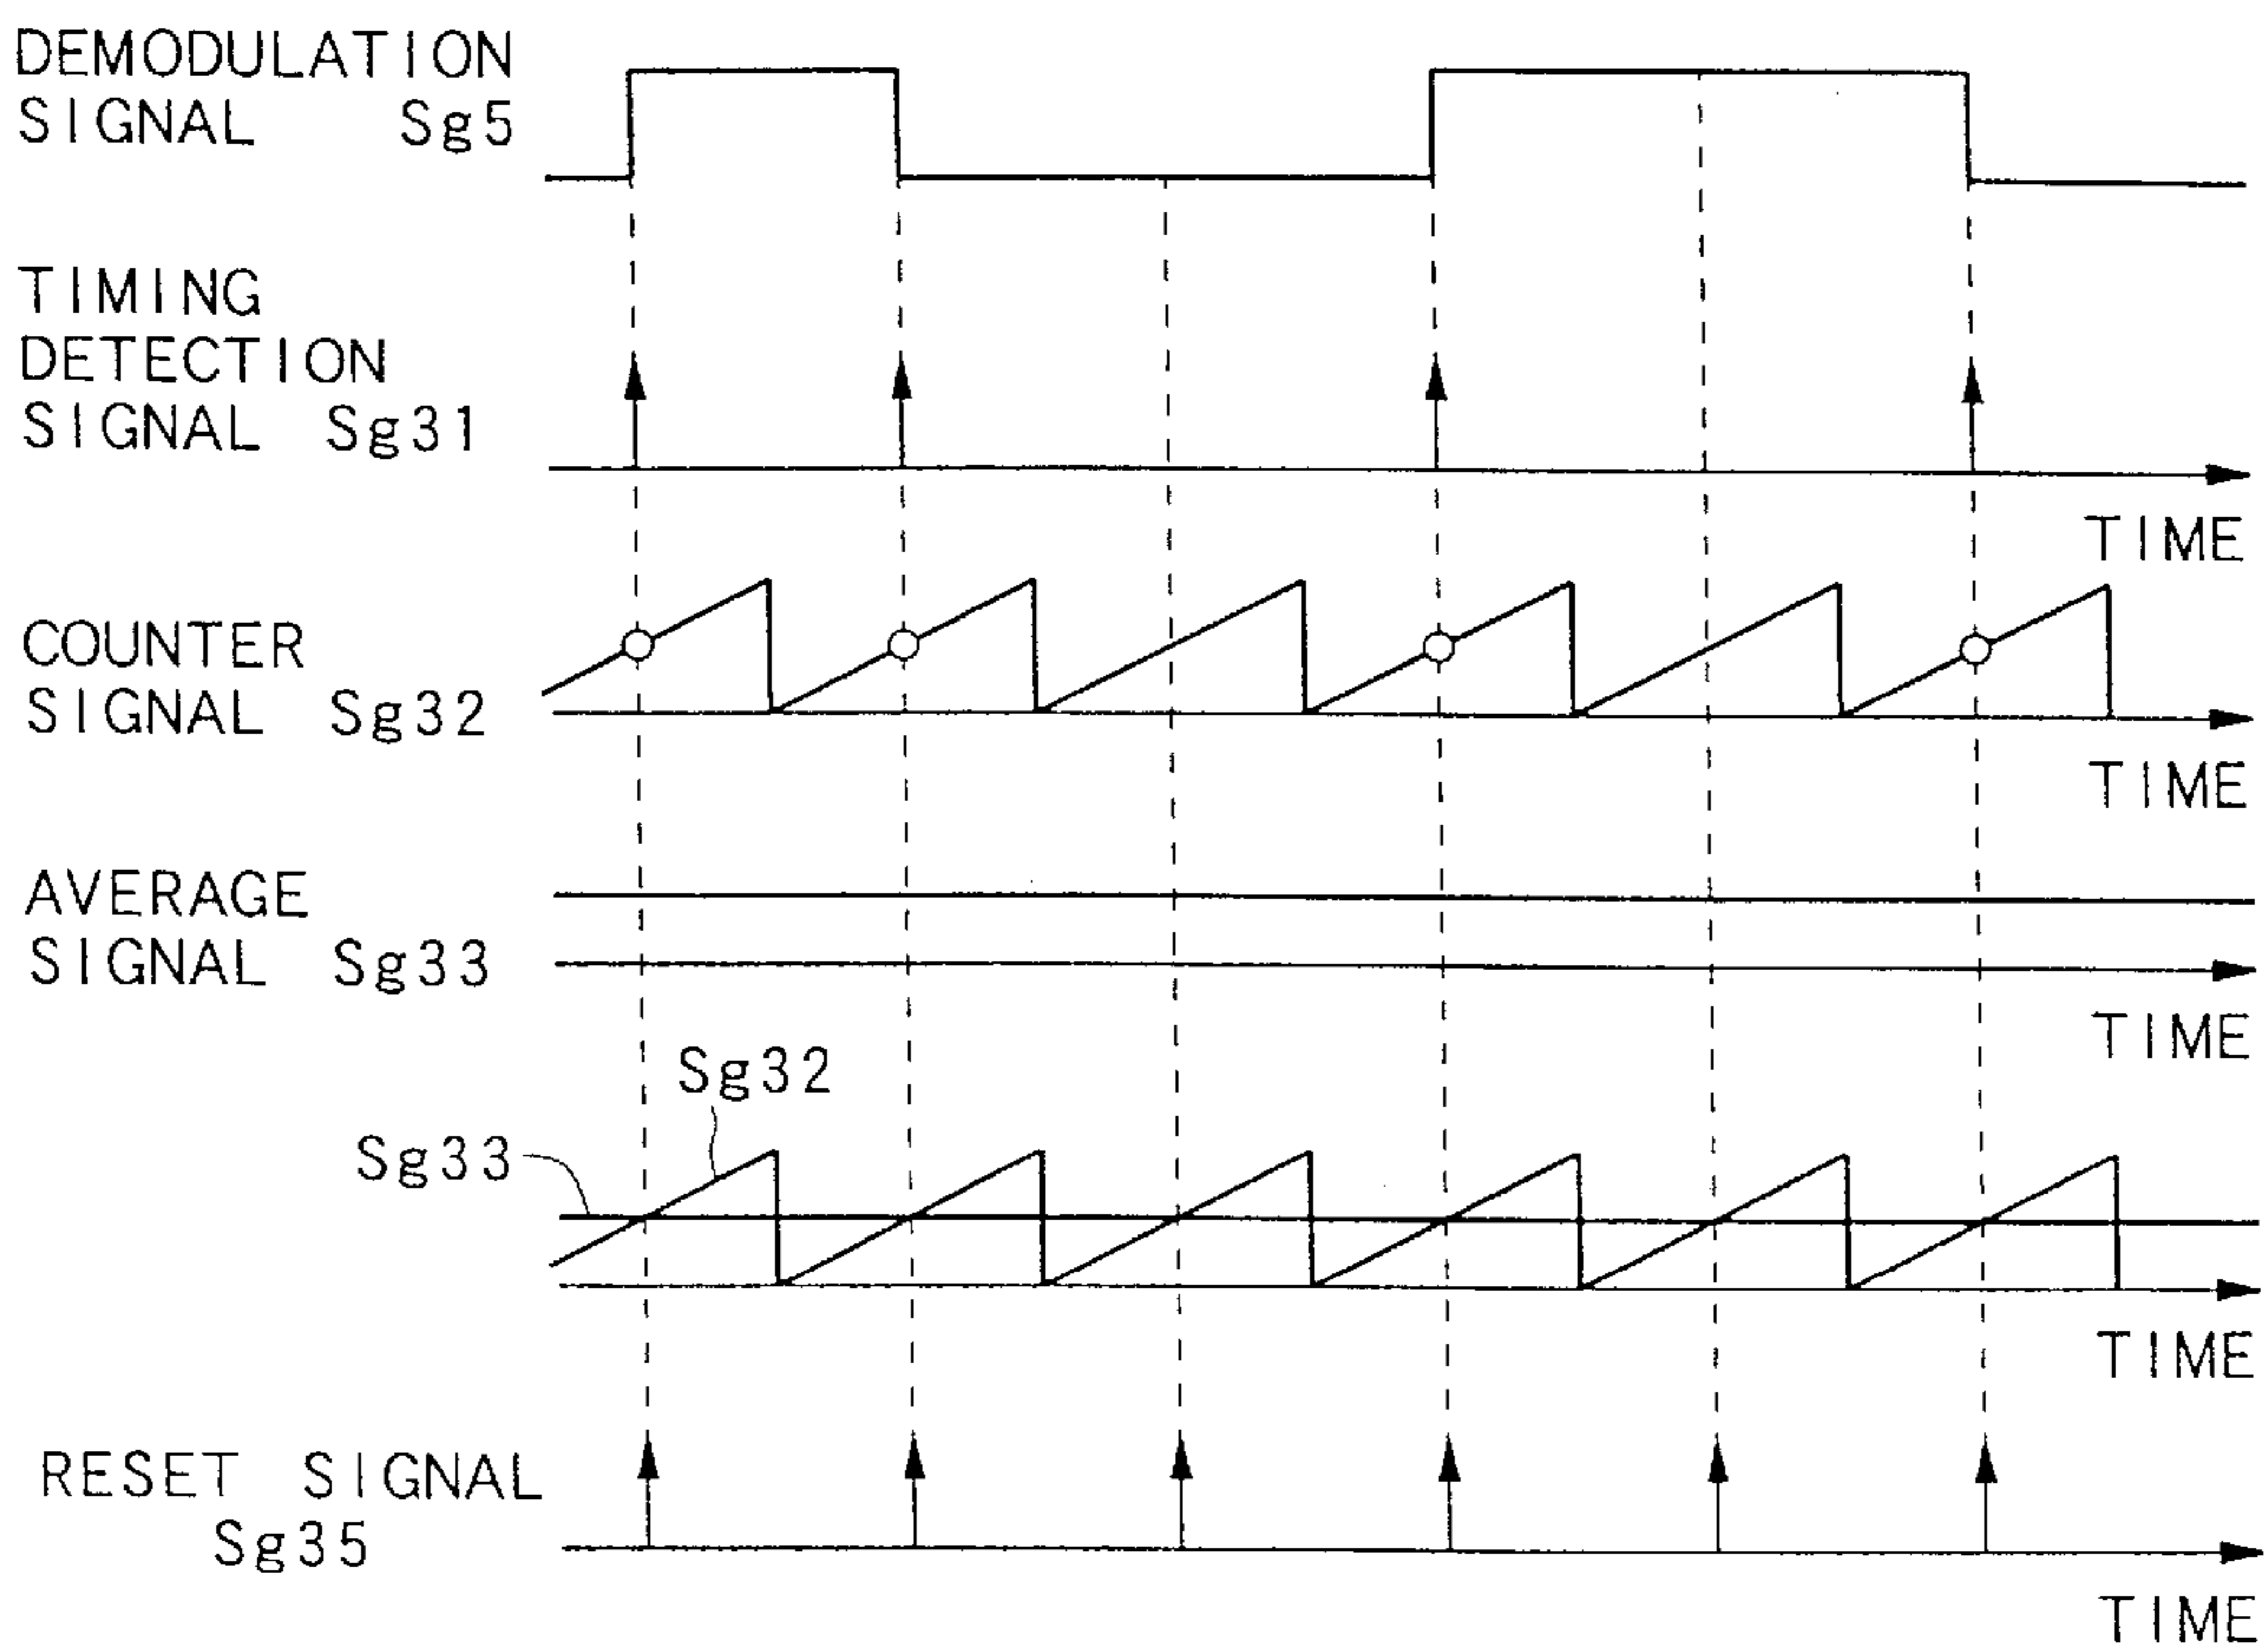 DEMODULATION
SIGNAL Sg5
TIMING
DETECTION
SIGNAL Sg31
TIME
COUNTER
SIGNAL Sg32
TIME
AVERAGE
SIGNAL Sg33
TIME
Sg32
Sg33
TIME
RESET SIGNAL
Sg35
TIME